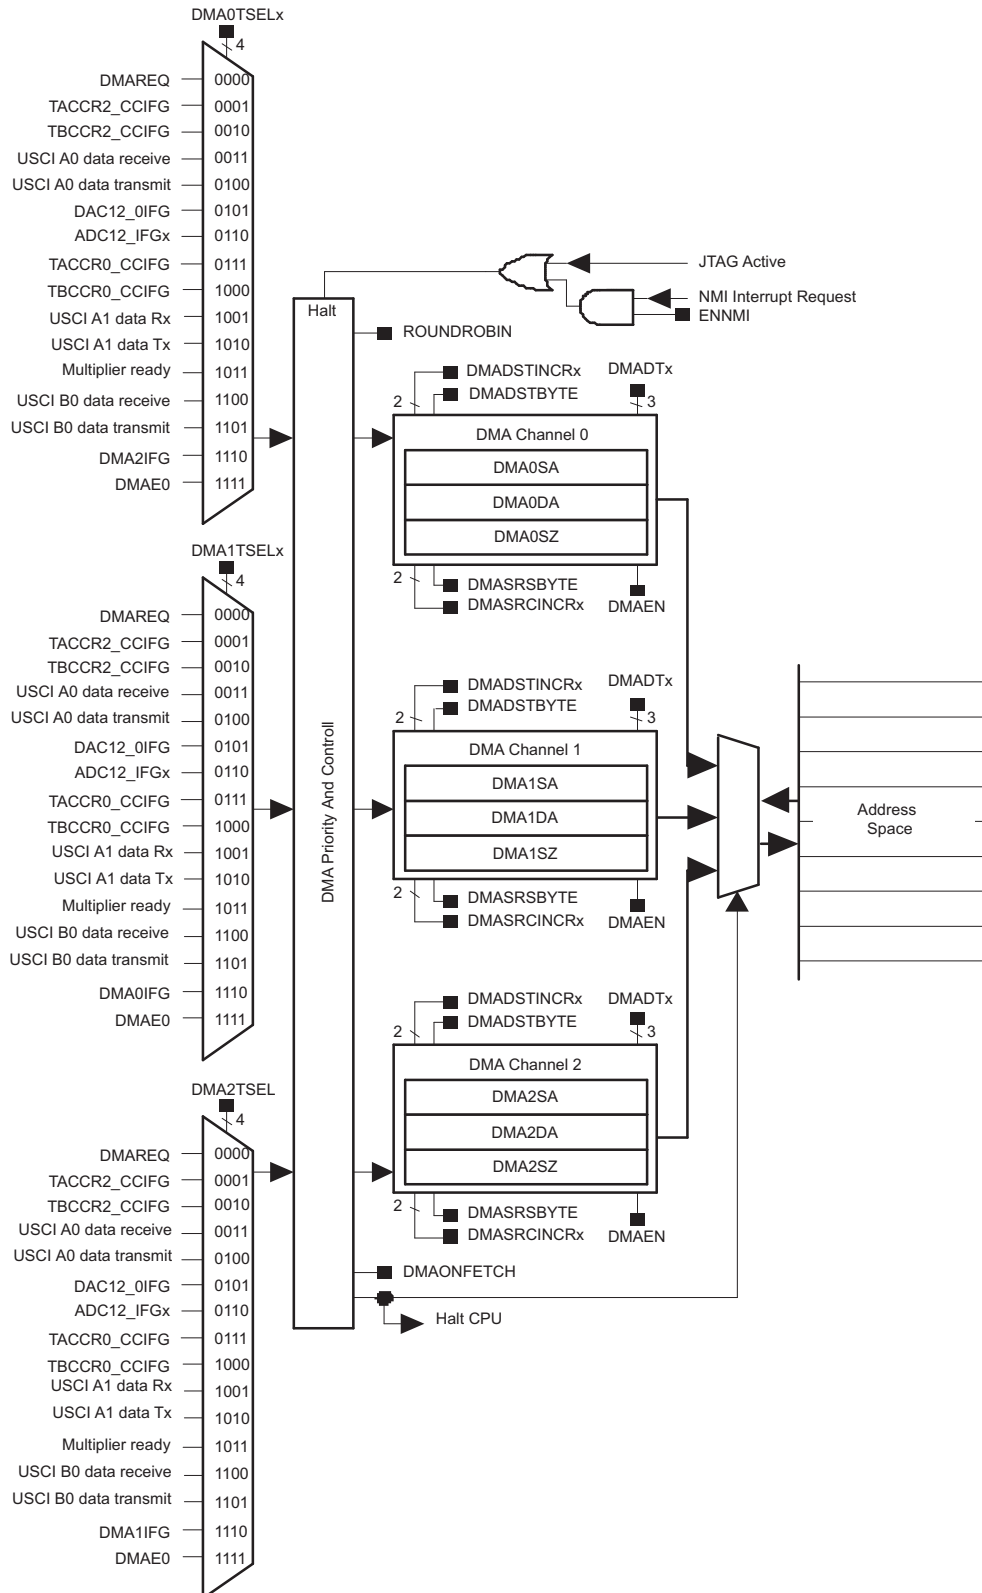 DMA0TSELx
4
DMAREQ 0000
TACCR2_CCIFG 0001
TBCCR2_CCIFG 0010
USCI A0 data receive 0011
USCI A0 data transmit 0100
DAC12_0IFG 0101
ADC12_IFGx 0110
TACCR0_CCIFG 0111
TBCCR0_CCIFG 1000
USCI A1 data Rx 1001
USCI A1 data Tx 1010
Multiplier ready 1011
USCI B0 data receive 1100
USCI B0 data transmit 1101
DMA2IFG 1110
DMAE0 1111
JTAG Active
NMI Interrupt Request
ENNMI
Halt
ROUNDROBIN
DMA Priority And Controll
DMADSTINCRx
DMADSTBYTE
2
DMADTx
3
DMA Channel 0
DMA0SA
DMA0DA
DMA0SZ
2
DMASRSBYTE
DMASRCINCRx
DMAEN
DMA1TSELx
4
DMAREQ 0000
TACCR2_CCIFG 0001
TBCCR2_CCIFG 0010
USCI A0 data receive 0011
USCI A0 data transmit 0100
DAC12_0IFG 0101
ADC12_IFGx 0110
TACCR0_CCIFG 0111
TBCCR0_CCIFG 1000
USCI A1 data Rx 1001
USCI A1 data Tx 1010
Multiplier ready 1011
USCI B0 data receive 1100
USCI B0 data transmit 1101
DMA0IFG 1110
DMAE0 1111
DMADSTINCRx
DMADSTBYTE
2
DMADTx
3
DMA Channel 1
DMA1SA
DMA1DA
DMA1SZ
2
DMASRSBYTE
DMASRCINCRx
DMAEN
Address
Space
DMA2TSEL
4
DMAREQ 0000
TACCR2_CCIFG 0001
TBCCR2_CCIFG 0010
USCI A0 data receive 0011
USCI A0 data transmit 0100
DAC12_0IFG 0101
ADC12_IFGx 0110
TACCR0_CCIFG 0111
TBCCR0_CCIFG 1000
USCI A1 data Rx 1001
USCI A1 data Tx 1010
Multiplier ready 1011
USCI B0 data receive 1100
USCI B0 data transmit 1101
DMA1IFG 1110
DMAE0 1111
DMADSTINCRx
DMADSTBYTE
2
DMADTx
3
DMA Channel 2
DMA2SA
DMA2DA
DMA2SZ
2
DMASRSBYTE
DMASRCINCRx
DMAEN
DMAONFETCH
Halt CPU